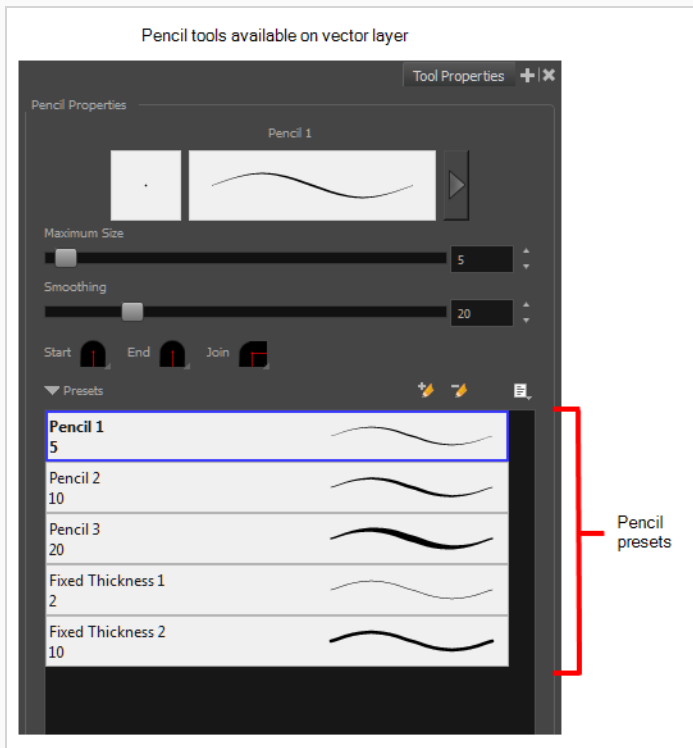 Pencil tools available on vector layer
Tool Properties
Pencil Properties
Pencil 1
Maximum Size
5
Smoothing
20
Start End Join
Presets
Pencil 1
5
Pencil 2
10
Pencil 3
20
Fixed Thickness 1
2
Fixed Thickness 2
10
Pencil
presets